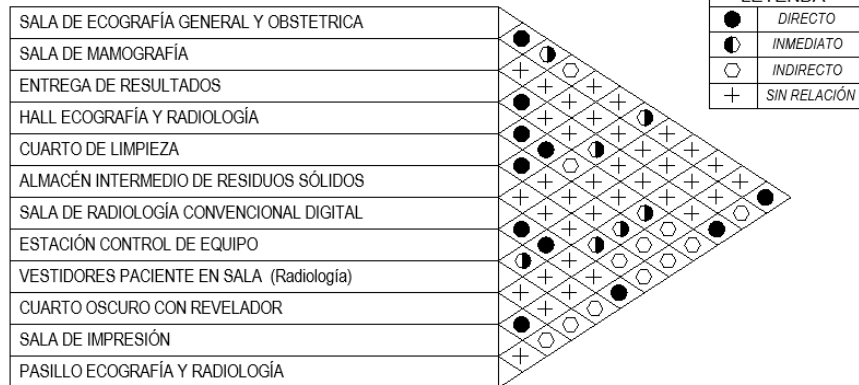 LEYENDA
SALA DE ECOGRAFÍA GENERAL Y OBSTETRICA
DIRECTO
SALA DE MAMOGRAFÍA
INMEDIATO
ENTREGA DE RESULTADOS
INDIRECTO
HALL ECOGRAFÍA Y RADIOLOGÍA
SIN RELACIÓN
CUARTO DE LIMPIEZA
ALMACÉN INTERMEDIO DE RESIDUOS SÓLIDOS
SALA DE RADIOLOGÍA CONVENCIONAL DIGITAL
ESTACIÓN CONTROL DE EQUIPO
VESTIDORES PACIENTE EN SALA (Radiología)
CUARTO OSCURO CON REVELADOR
SALA DE IMPRESIÓN
PASILLO ECOGRAFÍA Y RADIOLOGÍA